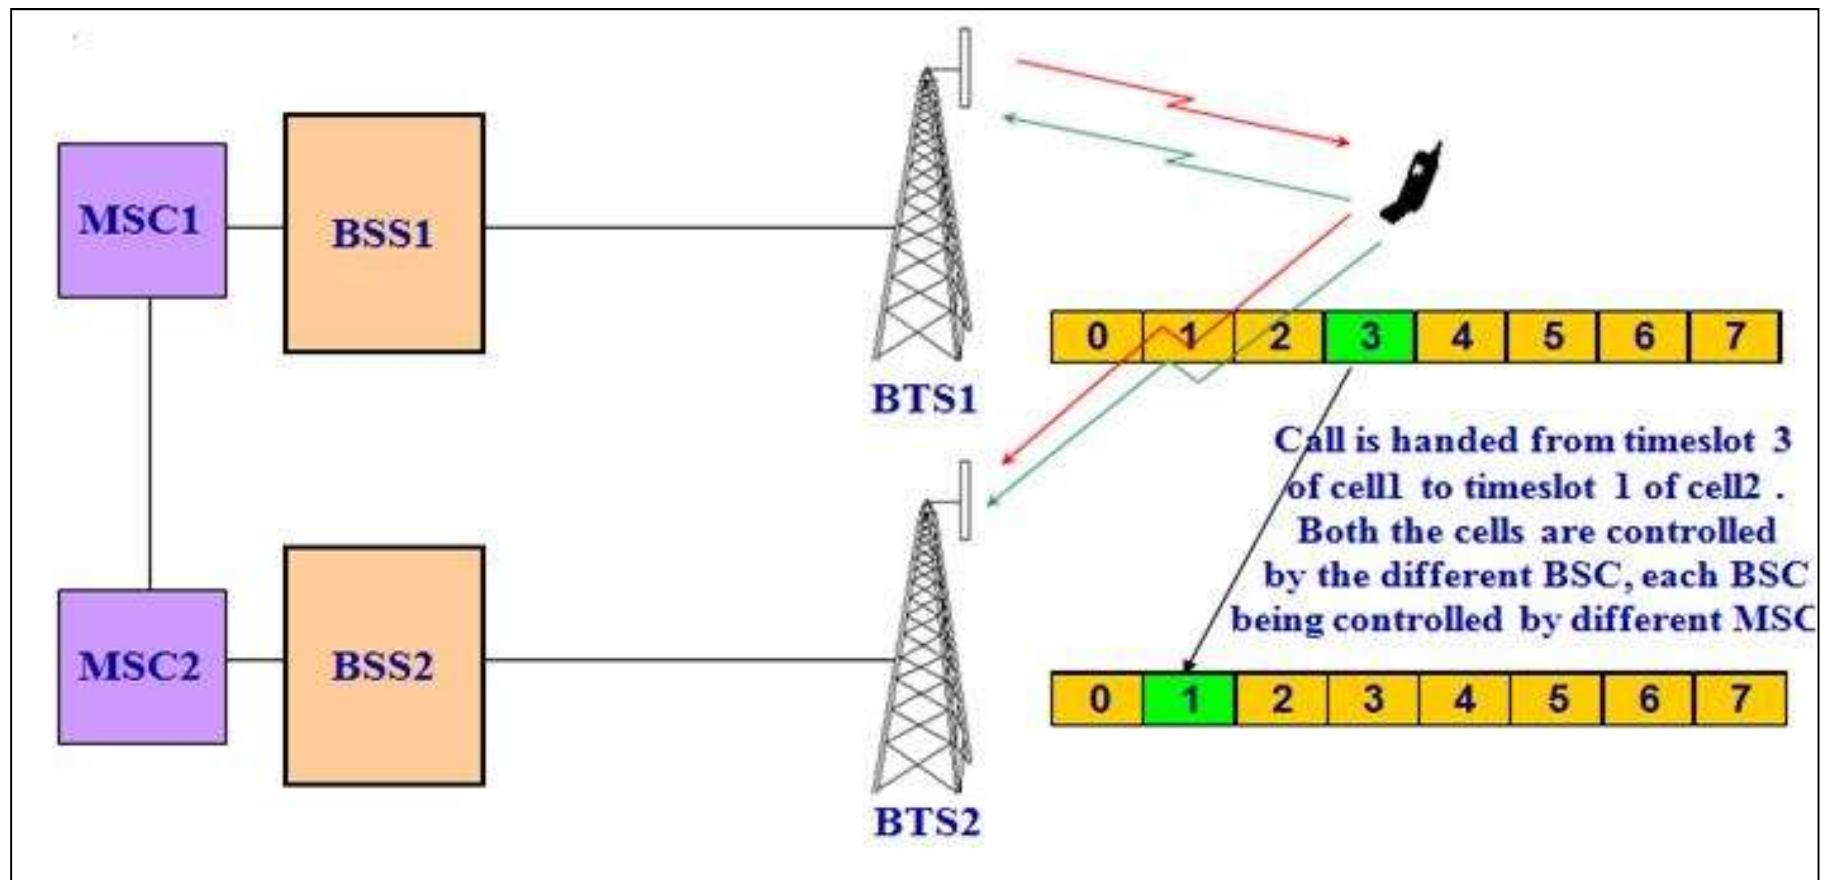 MSC1
BSS1
BTS1
0 1 2 3 4 5 6 7
Call is handed from timeslot 3
of cell1 to timeslot 1 of cell2 .
Both the cells are controlled
by the different BSC, each BSC
being controlled by different MSC
MSC2
BSS2
BTS2
0 1 2 3 4 5 6 7